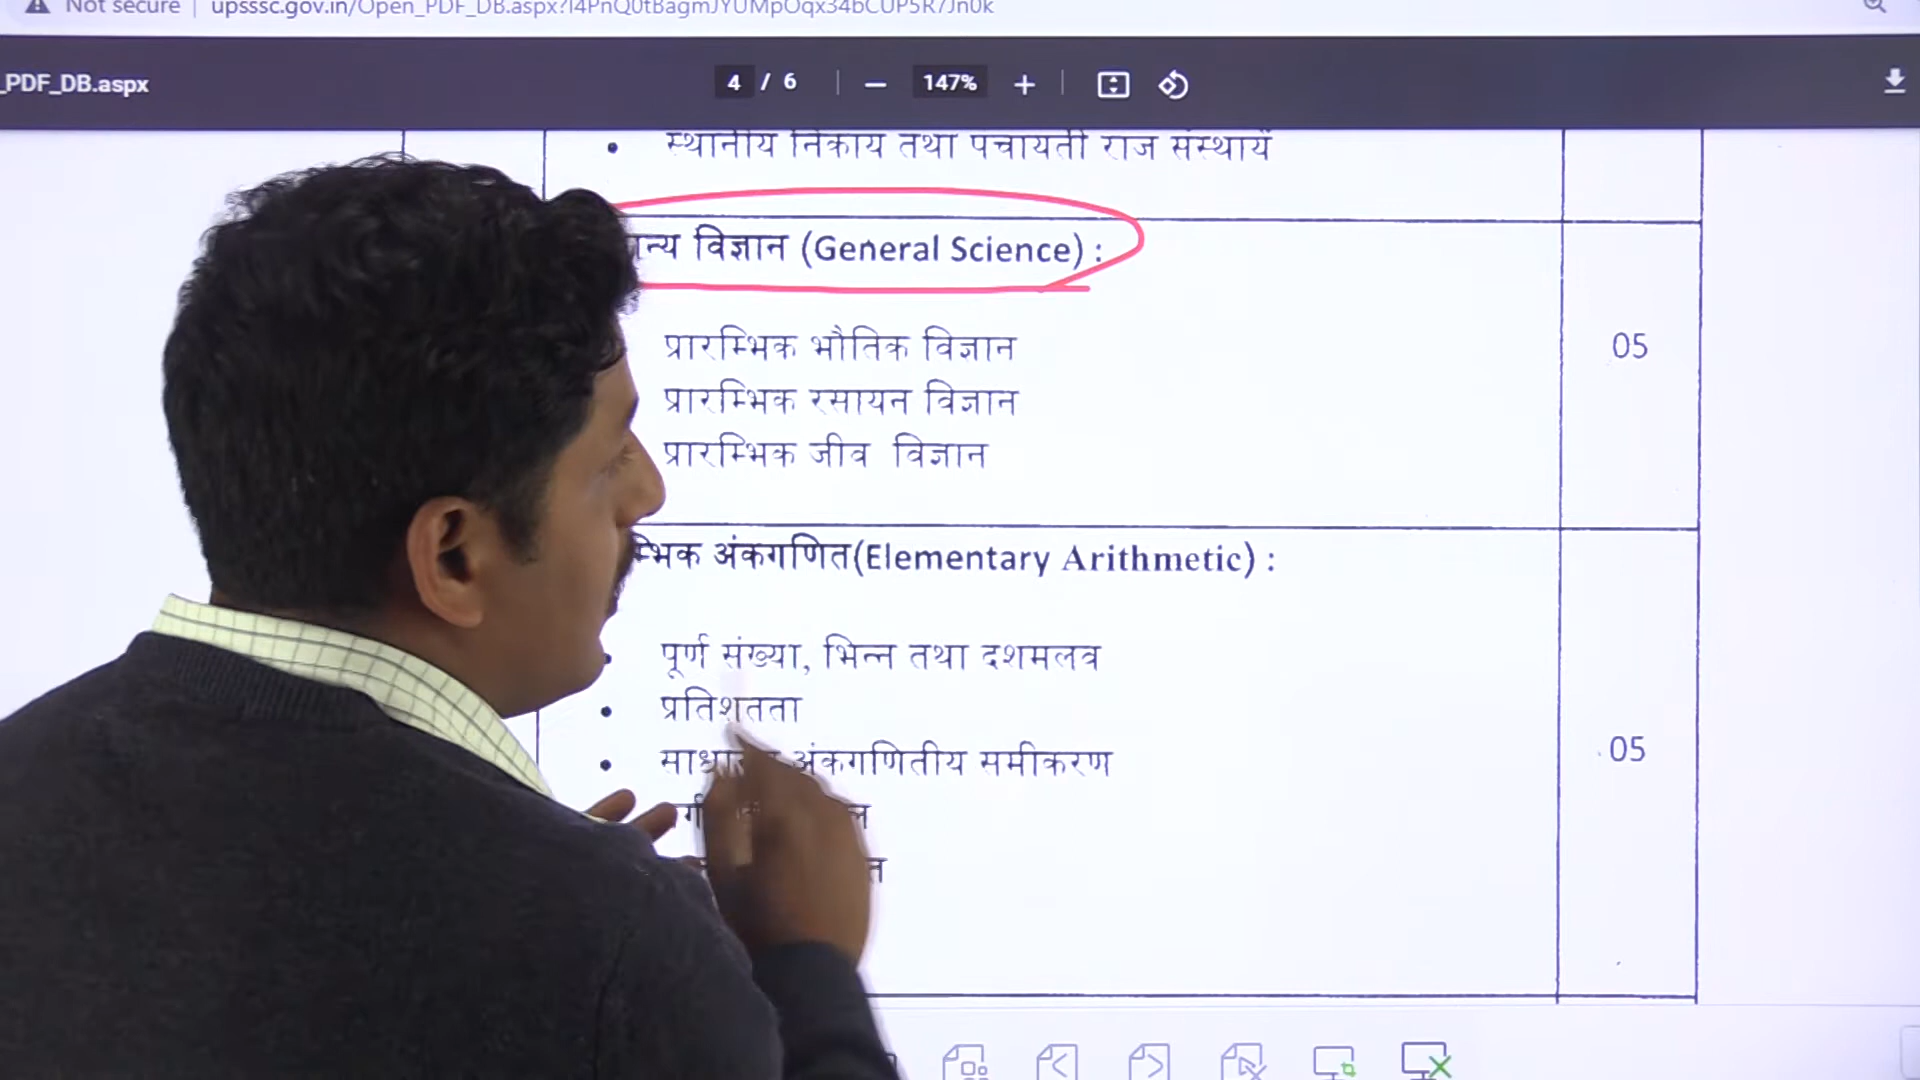 Not secure | upsssc.gov.in/Open_PDF_DB.aspx?I4PnQ0tBagmJYUMpOqx34bCUP5R7Jn0k
_PDF_DB.aspx
4 / 6
147%
• स्थानीय निकाय तथा पंचायती राज संस्थायें
विज्ञान (General Science) :
प्रारम्भिक भौतिक विज्ञान
05
प्रारम्भिक रसायन विज्ञान
प्रारम्भिक जीव विज्ञान
अंकगणित(Elementary Arithmetic) :
• पूर्ण संख्या, भिन्न तथा दशमलव
• प्रतिशतता
• अंकगणितीय समीकरण
05